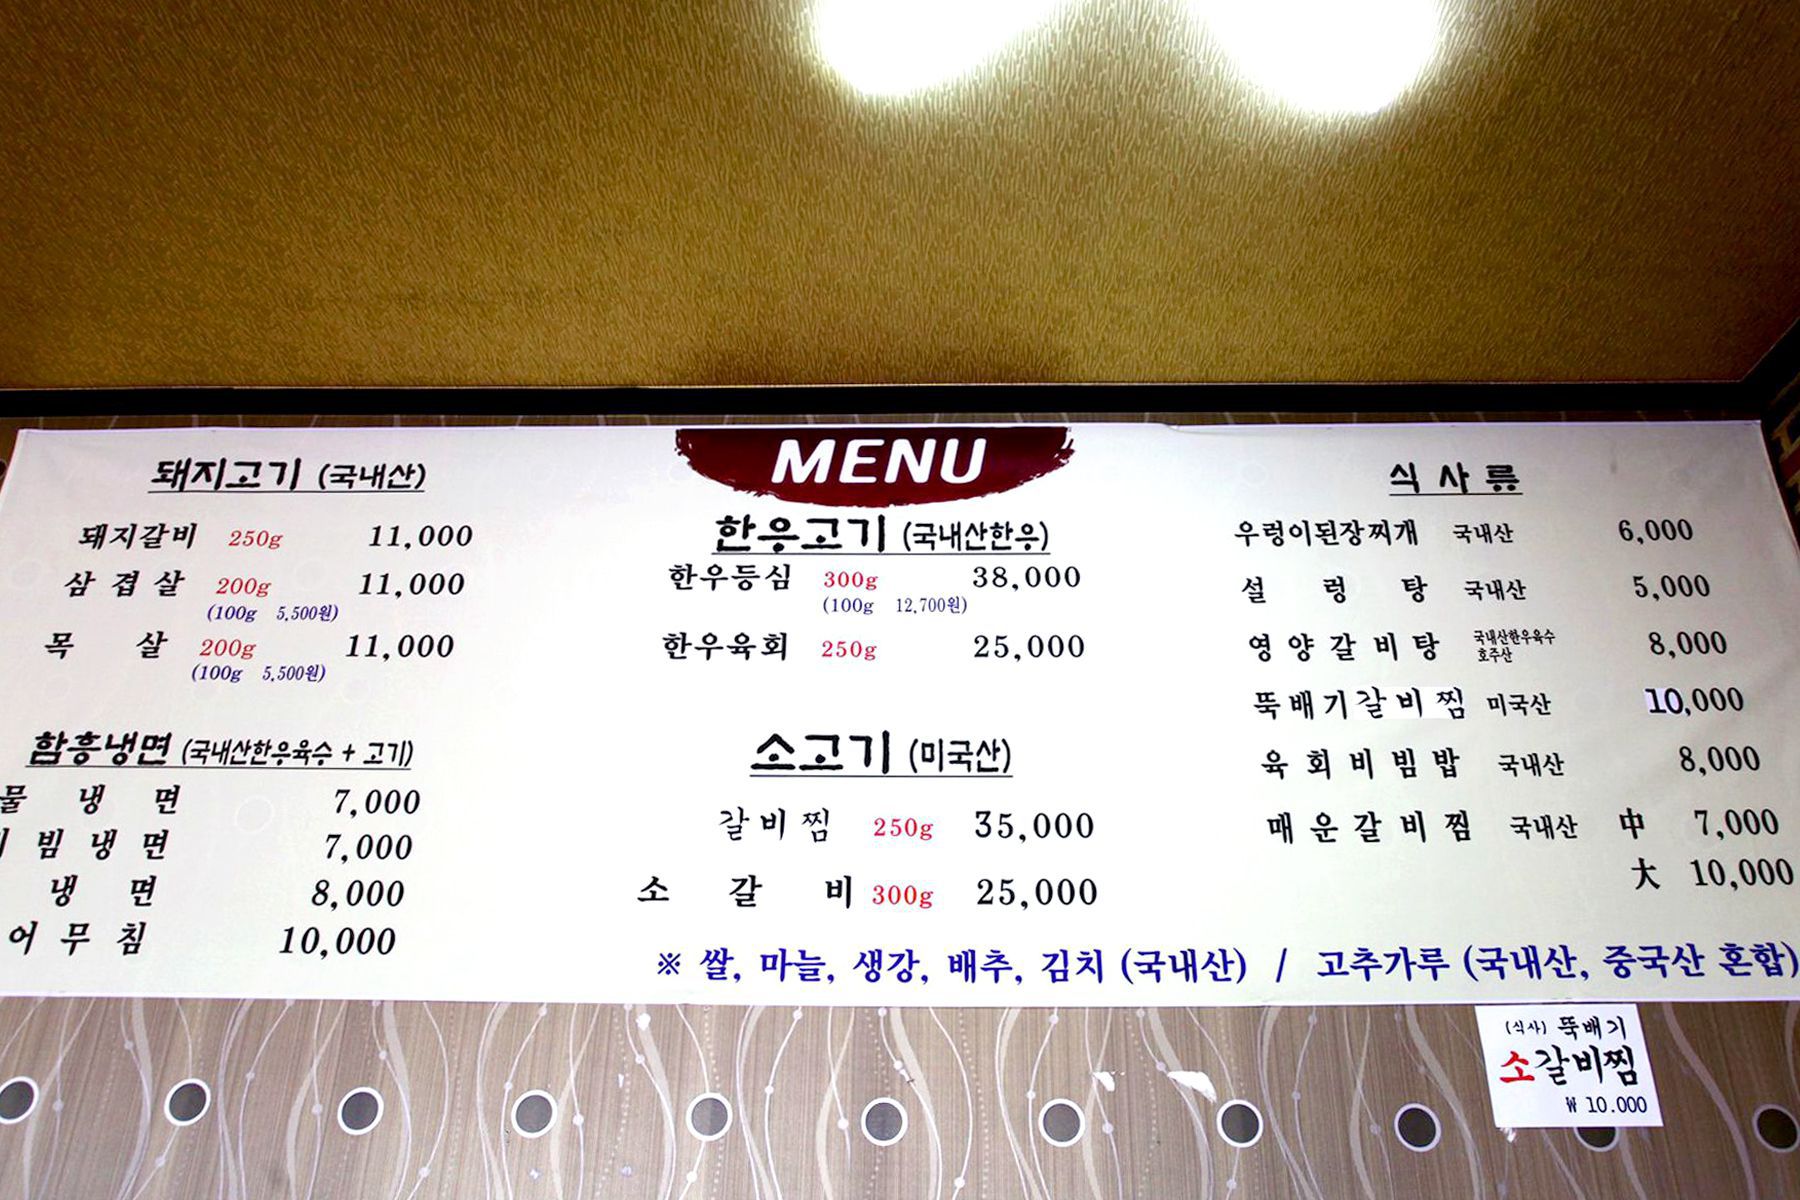 MENU
돼지고기 (국내산)
돼지갈비 250g 11,000
삼겹살 200g 11,000
(100g 5,500원)
목살 200g 11,000
(100g 5,500원)
함흥냉면 (국내산한우육수 + 고기)
물냉면 7,000
빔냉면 7,000
냉면 8,000
어무침 10,000
한우고기 (국내산한우)
한우등심 300g 38,000
(100g 12,700원)
한우육회 250g 25,000
소고기 (미국산)
갈비찜 250g 35,000
소갈비 300g 25,000
식사류
우렁이된장찌개 국내산 6,000
설렁탕 국내산 5,000
영양갈비탕 국내산한우육수 호주산 8,000
뚝배기갈비찜 미국산 10,000
육회비빔밥 국내산 8,000
매운갈비찜 국내산 中 7,000
大 10,000
※ 쌀, 마늘, 생강, 배추, 김치 (국내산) / 고추가루 (국내산, 중국산 혼합)
(식사) 뚝배기
소갈비찜
₩ 10.000